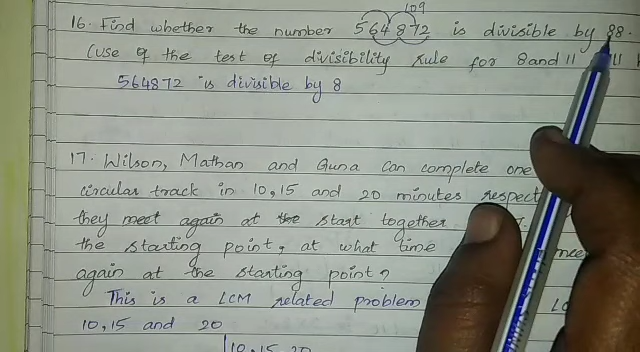 109
16. Find whether the number 564872 is divisible by 88.
(use of the test of divisibility rule for 8 and 11 11
564872 is divisible by 8
17. Wilson, Mathan and Guna can complete one
circular track in 10, 15 and 20 minutes respect
they meet again at the start together
the starting point, at what time
again at the starting point?
This is a LCM related problem
10, 15 and 20
10, 15, 20